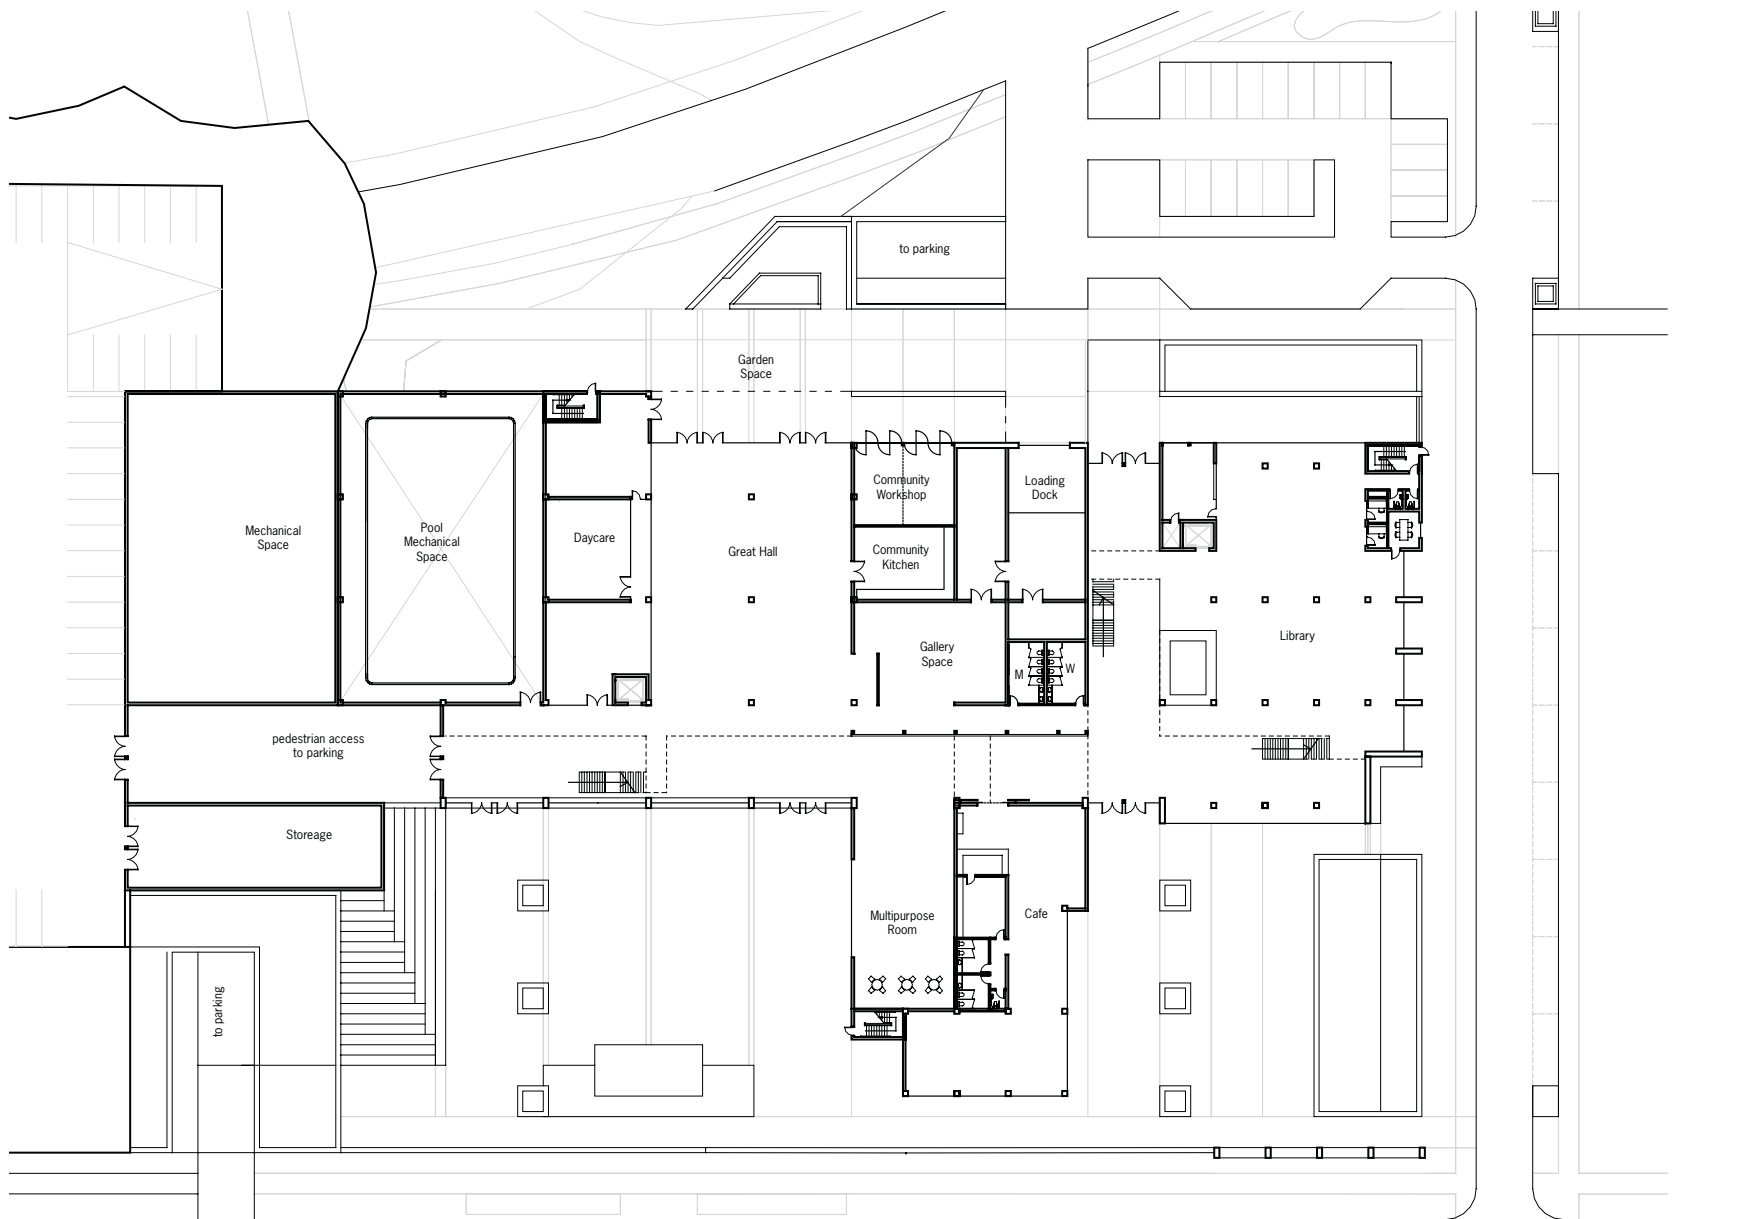 to parking
Garden
Space
Community
Workshop
Loading
Dock
Mechanical
Space
Pool
Mechanical
Space
Daycare
Great Hall
Community
Kitchen
Library
Gallery
Space
M
W
pedestrian access
to parking
Storeage
Multipurpose
Room
Cafe
to parking